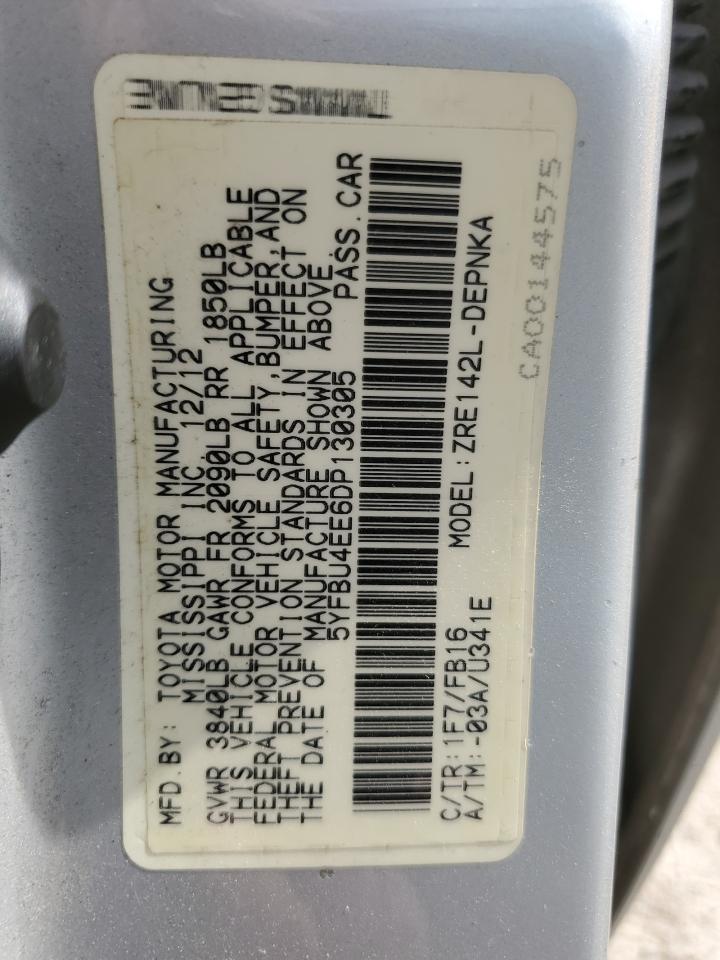 MFD.BY: TOYOTA MOTOR MANUFACTURING
MISSISSIPPI INC 12/12
GVWR 3840LB GAWR FR 2090LB RR 1850LB
THIS VEHICLE CONFORMS TO ALL APPLICABLE
FEDERAL MOTOR VEHICLE SAFETY, BUMPER, AND
THEFT PREVENTION STANDARDS IN EFFECT ON
THE DATE OF MANUFACTURE SHOWN ABOVE.
5YFBU4EE6DP130305 PASS.CAR
C/TR:1F7/FB16 MODEL:ZRE142L-DEPNKA
A/TM:-03A/U341E
CA00144575